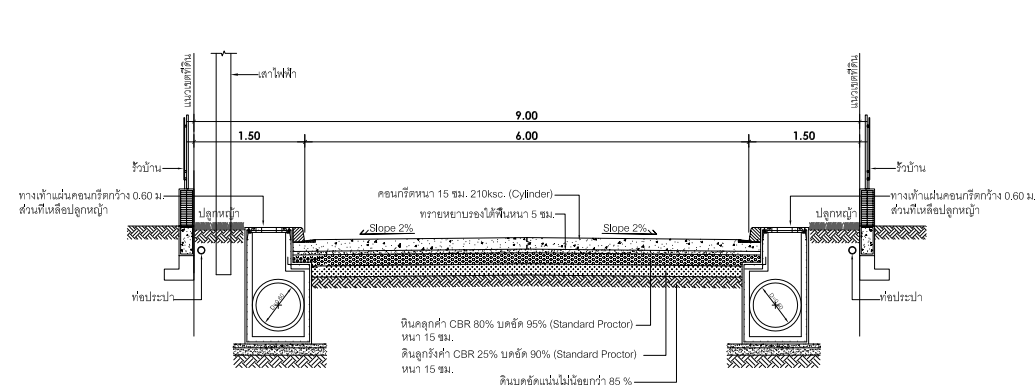 แนวเขตที่ดิน
เสาไฟฟ้า
แนวเขตที่ดิน
9.00
1.50
6.00
1.50
รั้วบ้าน
รั้วบ้าน
ทางเท้าแผ่นคอนกรีตกว้าง 0.60 ม.
ส่วนที่เหลือปลูกหญ้า
ปลูกหญ้า
คอนกรีตหนา 15 ซม. 210ksc. (Cylinder)
ทรายหยาบรองใต้พื้นหนา 5 ซม.
Slope 2%
Slope 2%
ปลูกหญ้า
ทางเท้าแผ่นคอนกรีตกว้าง 0.60 ม.
ส่วนที่เหลือปลูกหญ้า
ท่อประปา
ท่อประปา
หินคลุกค่า CBR 80% บดอัด 95% (Standard Proctor)
หนา 15 ซม.
ดินลูกรังค่า CBR 25% บดอัด 90% (Standard Proctor)
หนา 15 ซม.
ดินบดอัดแน่นไม่น้อยกว่า 85 %